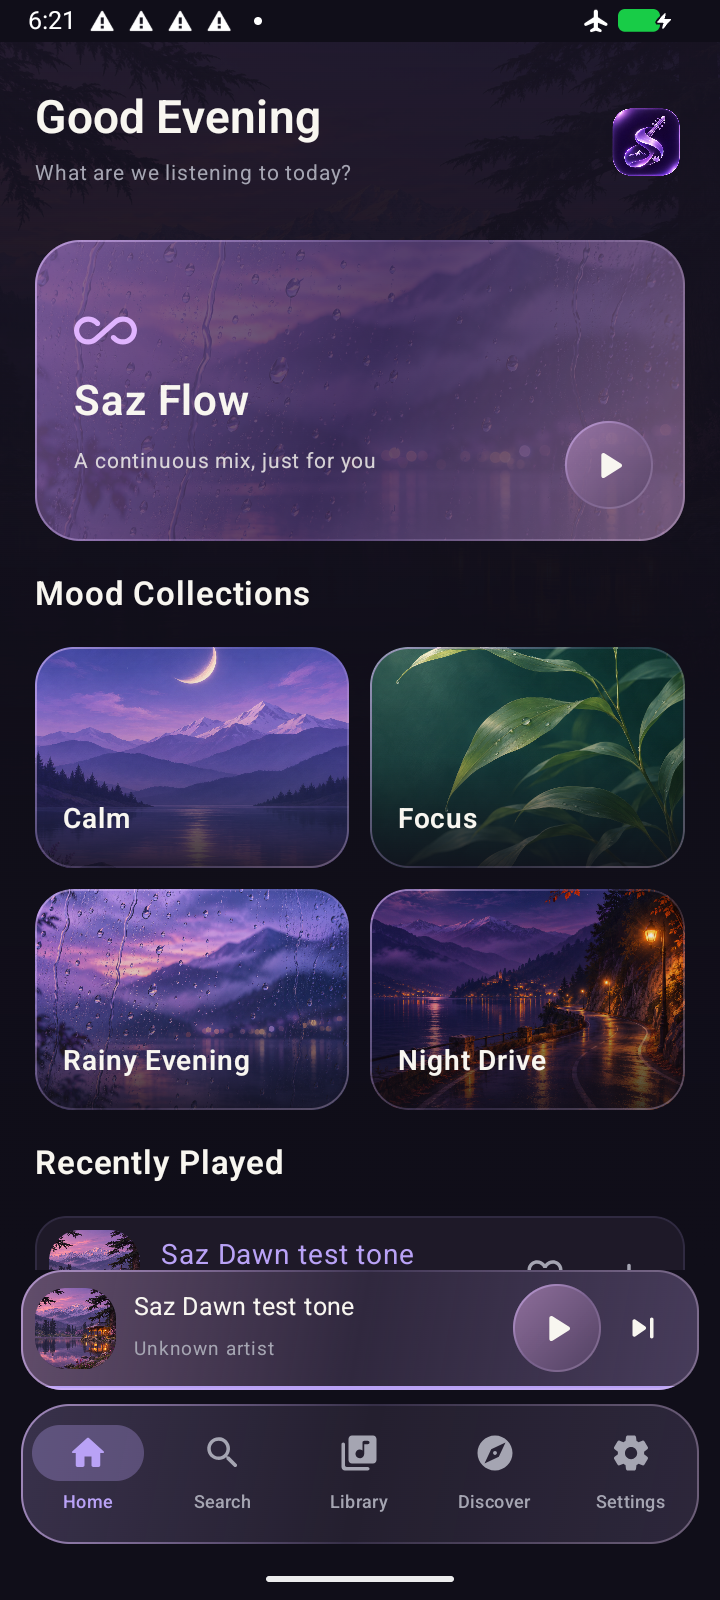 6:21
Good Evening
What are we listening to today?
Saz Flow
A continuous mix, just for you
Mood Collections
Calm
Focus
Rainy Evening
Night Drive
Recently Played
Saz Dawn test tone
Saz Dawn test tone
Unknown artist
Home
Search
Library
Discover
Settings